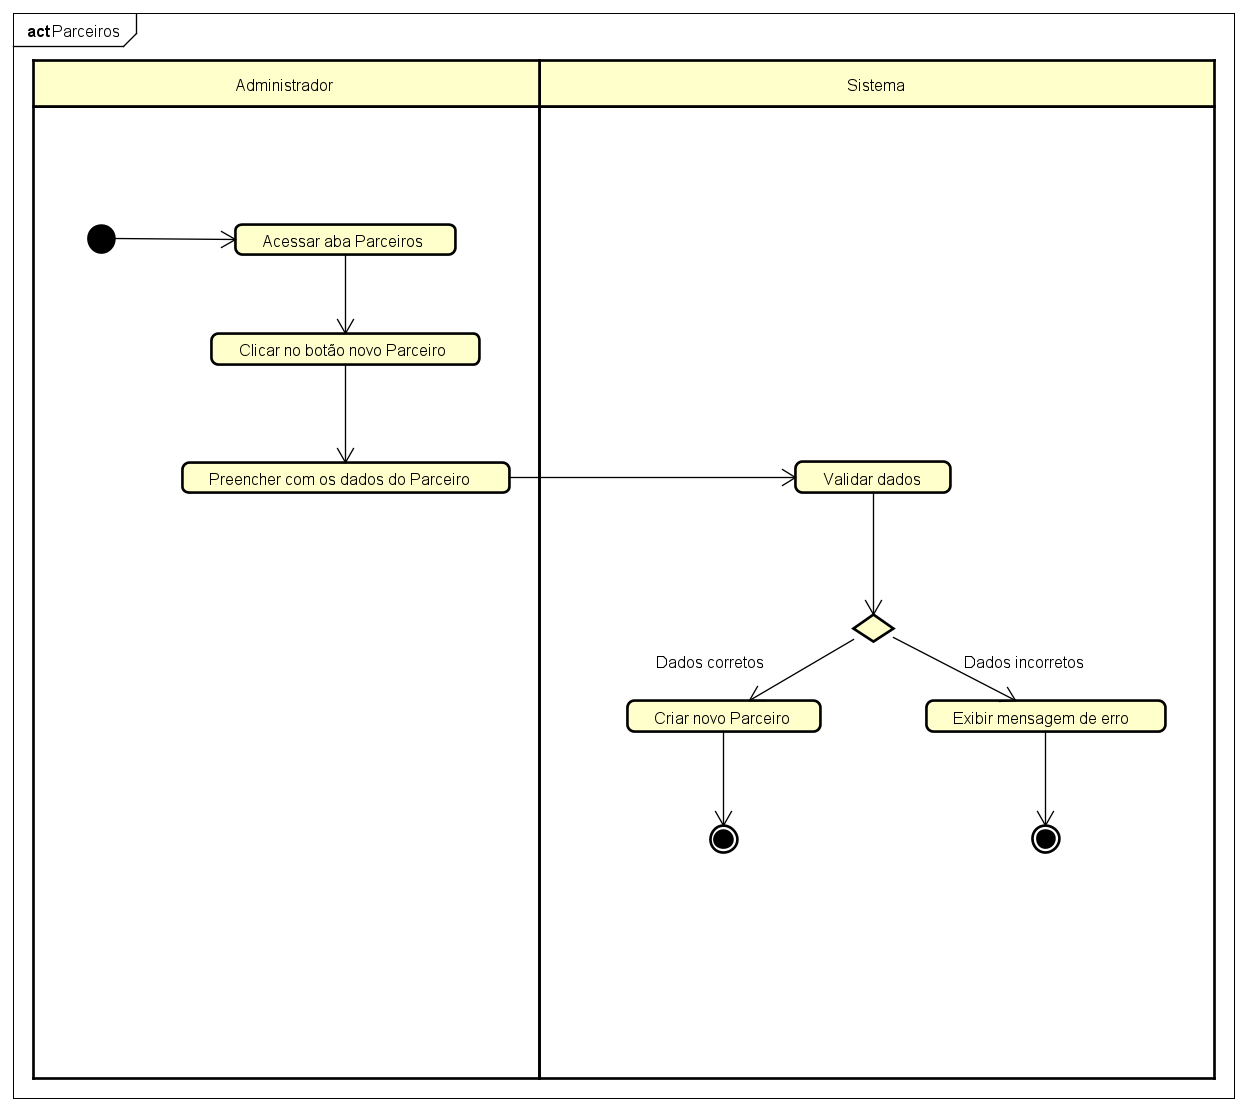 act Parceiros
Administrador
Sistema
Acessar aba Parceiros
Clicar no botão novo Parceiro
Preencher com os dados do Parceiro
Validar dados
Dados corretos
Dados incorretos
Criar novo Parceiro
Exibir mensagem de erro